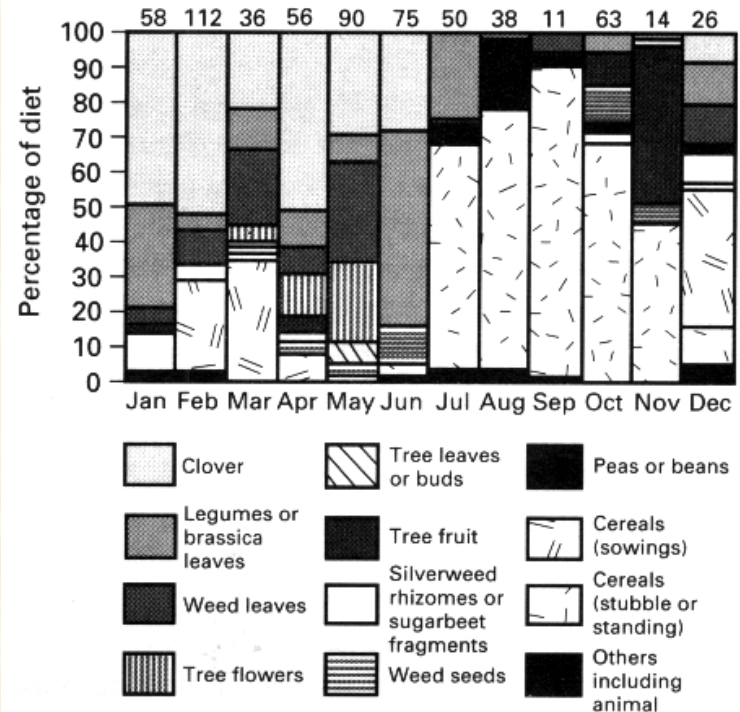 58 112 36 56 90 75 50 38 11 63 14 26
100
90
80
70
60
50
40
30
20
10
0
Percentage of diet
Jan Feb Mar Apr May Jun Jul Aug Sep Oct Nov Dec
Clover
Legumes or
brassica
leaves
Weed leaves
Tree flowers
Tree leaves
or buds
Tree fruit
Silverweed
rhizomes or
sugarbeet
fragments
Weed seeds
Peas or beans
Cereals
(sowings)
Cereals
(stubble or
standing)
Others
including
animal